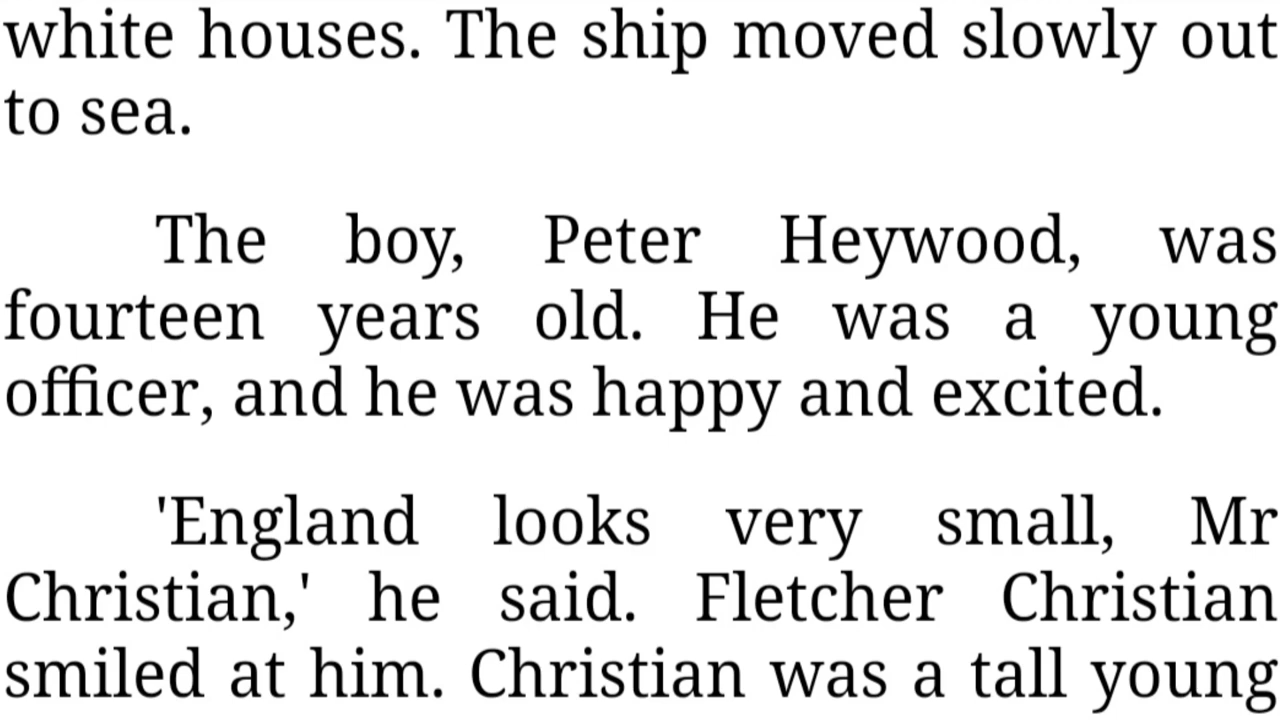 white houses. The ship moved slowly out
to sea.
The boy, Peter Heywood, was
fourteen years old. He was a young
officer, and he was happy and excited.
'England looks very small, Mr
Christian,' he said. Fletcher Christian
smiled at him. Christian was a tall young